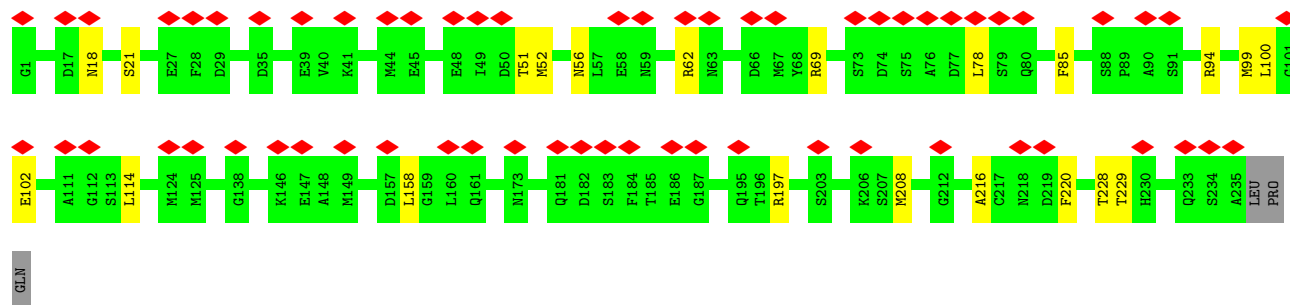 G1 D17 N18 S21 E27 F28 D29 D35 E39 V40 K41 M44 E45 E48 I49 D50 T51 M52 N56 L57 E58 N59 R62 N63 D66 M67 Y68 R69 S73 D74 S75 A76 D77 L78 S79 Q80 F85 S88 P89 A90 S91 R94 M99 L100 G101
E102 A111 G112 S113 L114 M124 M125 G138 K146 E147 A148 M149 D157 L158 G159 L160 Q161 N173 Q181 D182 S183 F184 T185 E186 G187 Q195 T196 R197 S203 K206 S207 M208 G212 A216 C217 N218 D219 F220 T228 T229 H230 Q233 S234 A235 LEU PRO
GLN